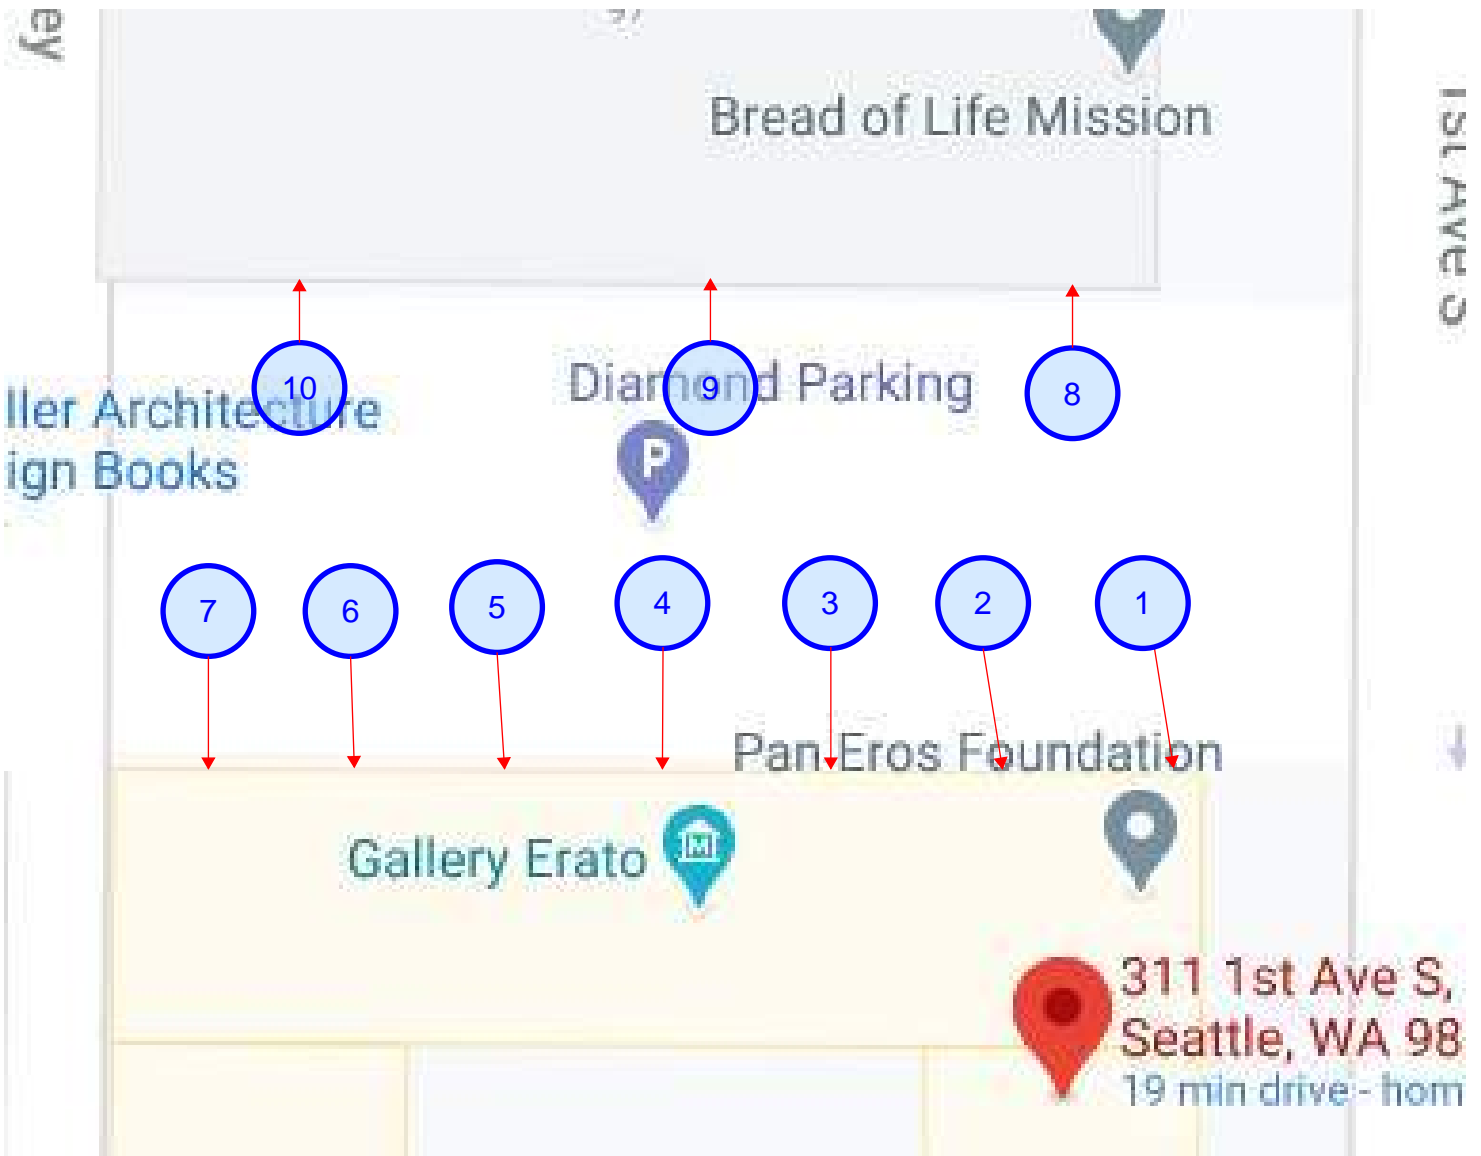 ey
Bread of Life Mission
1st Ave S
10
9
8
Diamond Parking
P
ller Architecture
ign Books
7
6
5
4
3
2
1
Pan Eros Foundation
Gallery Erato
311 1st Ave S,
Seattle, WA 98
19 min drive - hom